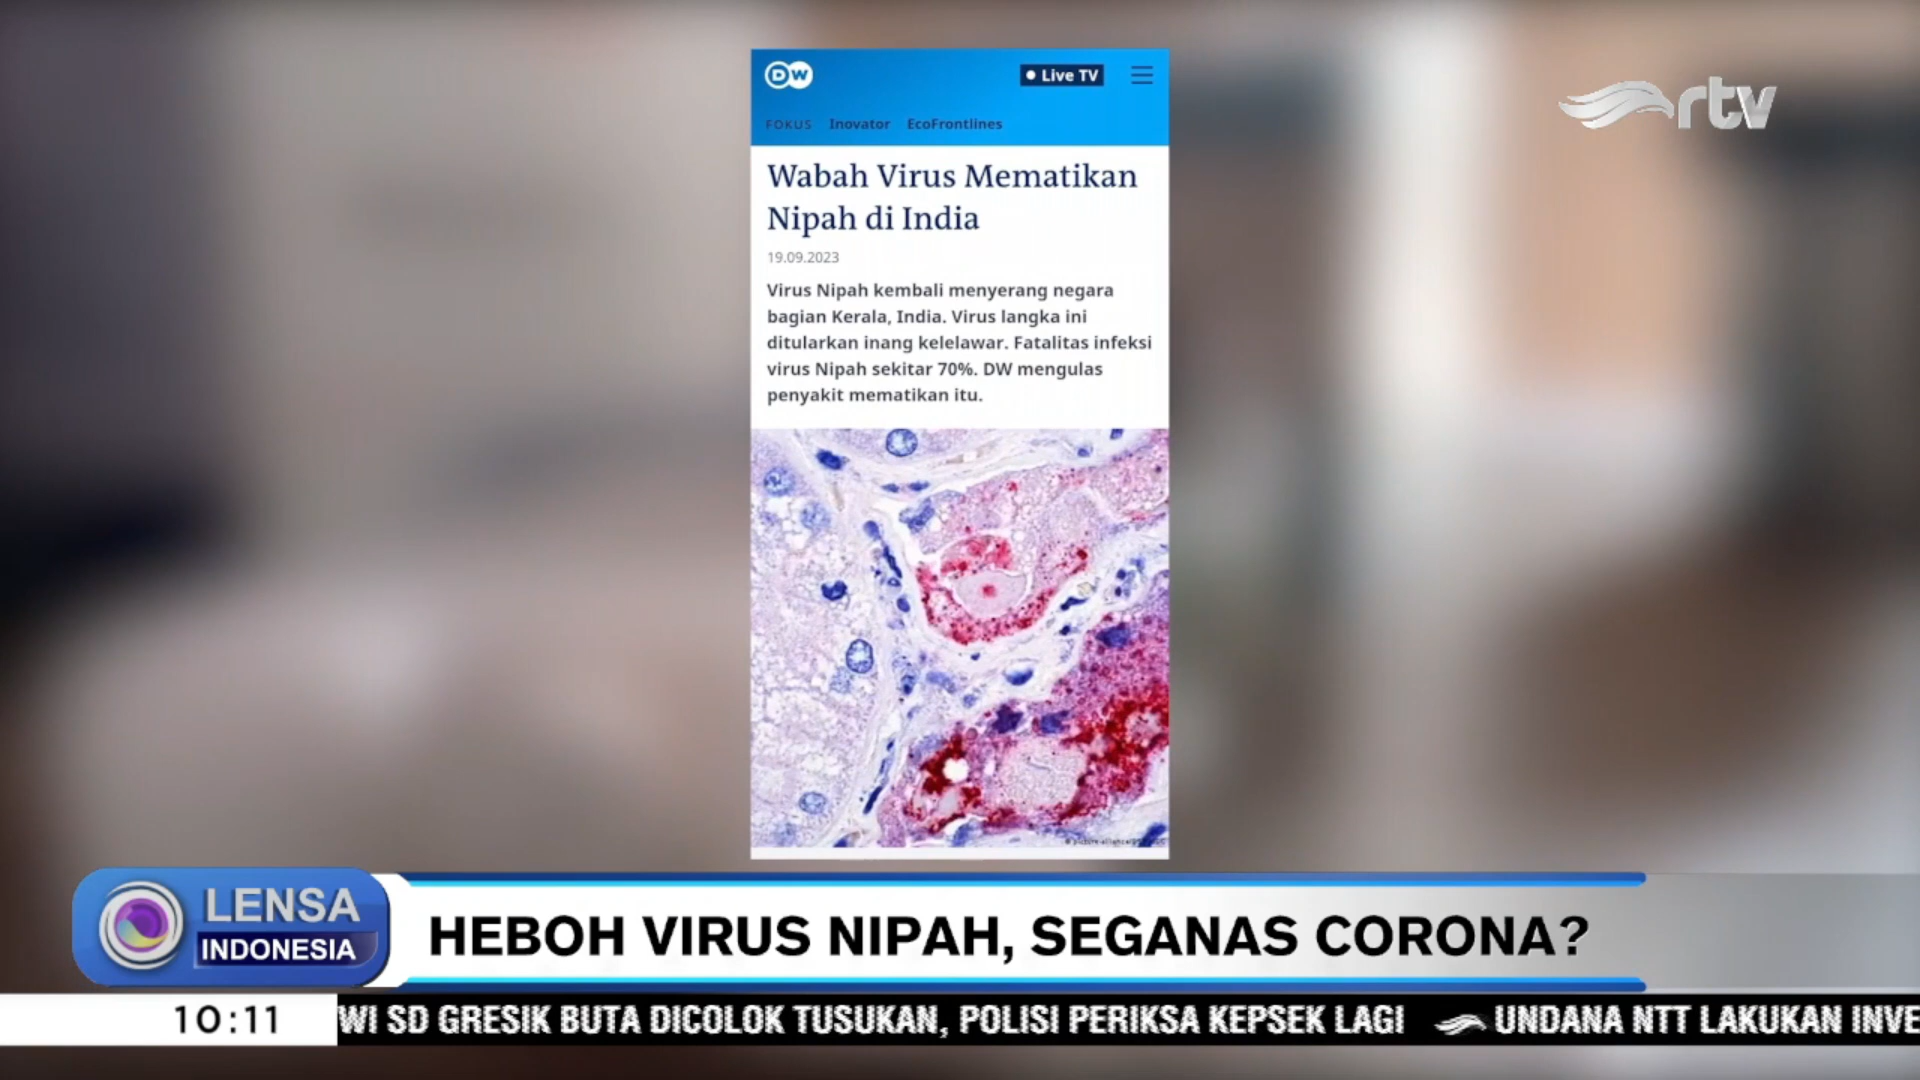 DW
Live TV
rtv
FOKUS Inovator EcoFrontlines
Wabah Virus Mematikan
Nipah di India
19.09.2023
Virus Nipah kembali menyerang negara
bagian Kerala, India. Virus langka ini
ditularkan inang kelelawar. Fatalitas infeksi
virus Nipah sekitar 70%. DW mengulas
penyakit mematikan itu.
LENSA
INDONESIA
HEBOH VIRUS NIPAH, SEGANAS CORONA?
10:11
WI SD GRESIK BUTA DICOLOK TUSUKAN, POLISI PERIKSA KEPSEK LAGI UNDANA NTT LAKUKAN INVE